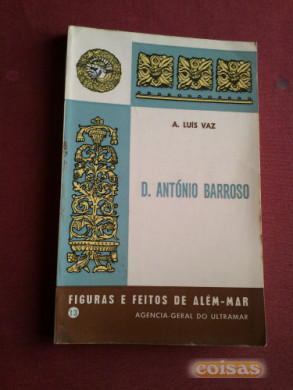 A. LUÍS VAZ
D. ANTÓNIO BARROSO
FIGURAS E FEITOS DE ALÉM-MAR
13
AGÊNCIA-GERAL DO ULTRAMAR
coisas